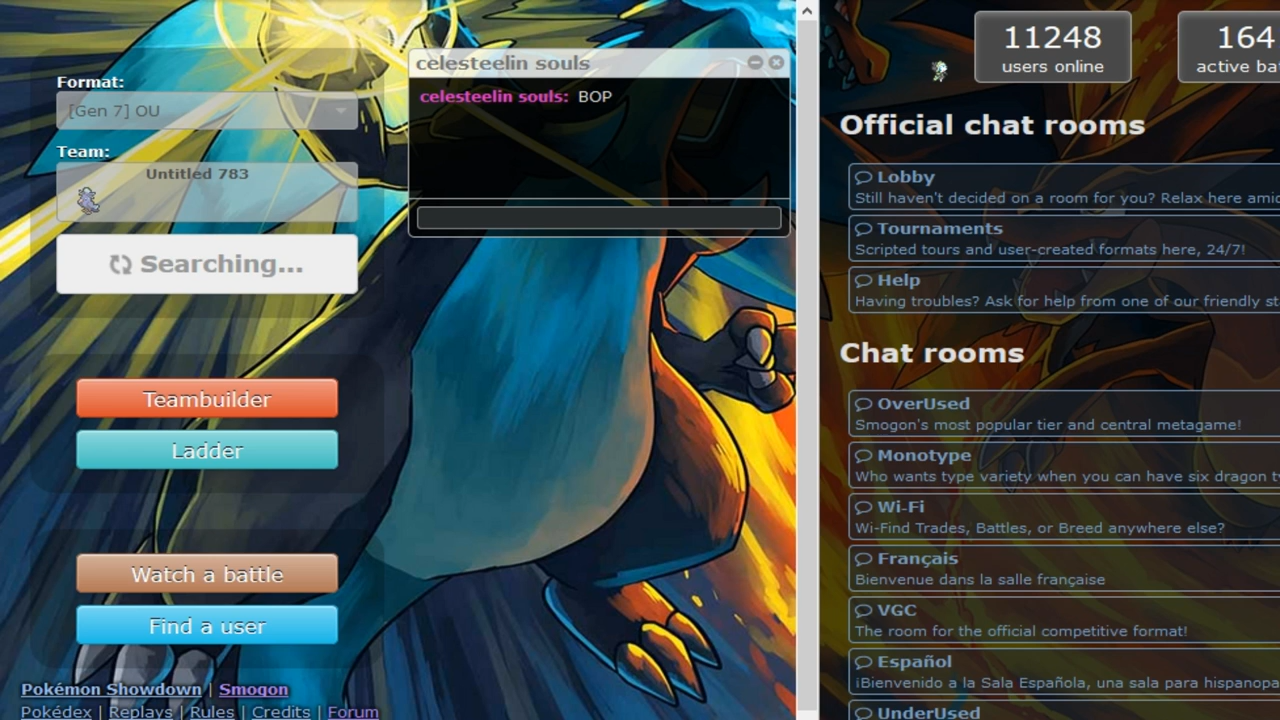 Format:
[Gen 7] OU
Team:
Untitled 783
Searching...
Teambuilder
Ladder
Watch a battle
Find a user
Pokémon Showdown | Smogon
Pokédex | Replays | Rules | Credits | Forum
celesteelin souls
celesteelin souls: BOP
11248
users online
164
active bat
Official chat rooms
Lobby
Still haven't decided on a room for you? Relax here amid
Tournaments
Scripted tours and user-created formats here, 24/7!
Help
Having troubles? Ask for help from one of our friendly st
Chat rooms
OverUsed
Smogon's most popular tier and central metagame!
Monotype
Who wants type variety when you can have six dragon ty
Wi-Fi
Wi-Find Trades, Battles, or Breed anywhere else?
Français
Bienvenue dans la salle française
VGC
The room for the official competitive format!
Español
¡Bienvenido a la Sala Española, una sala para hispanopa
UnderUsed